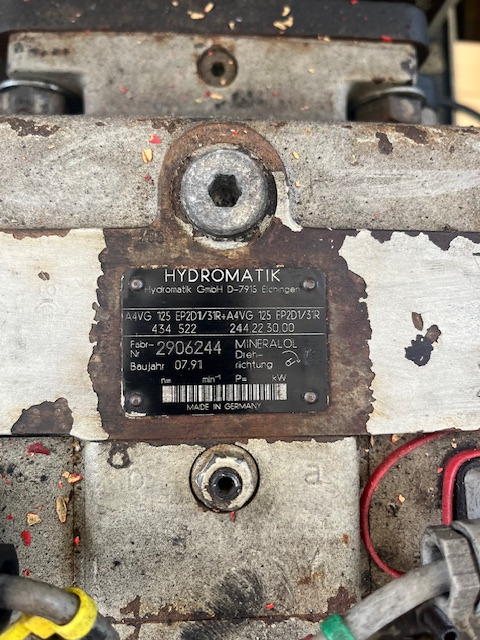 HYDROMATIK
Hydromatik GmbH D-7915 Elchingen
A4VG 125 EP2D1/31R+A4VG 125 EP2D1/31R
434 522 244.22.30.00
Fabr-Nr 2906244 MINERALÖL
Baujahr 07.91 Dreh-richtung
n= min⁻¹ P= kW
MADE IN GERMANY
b a